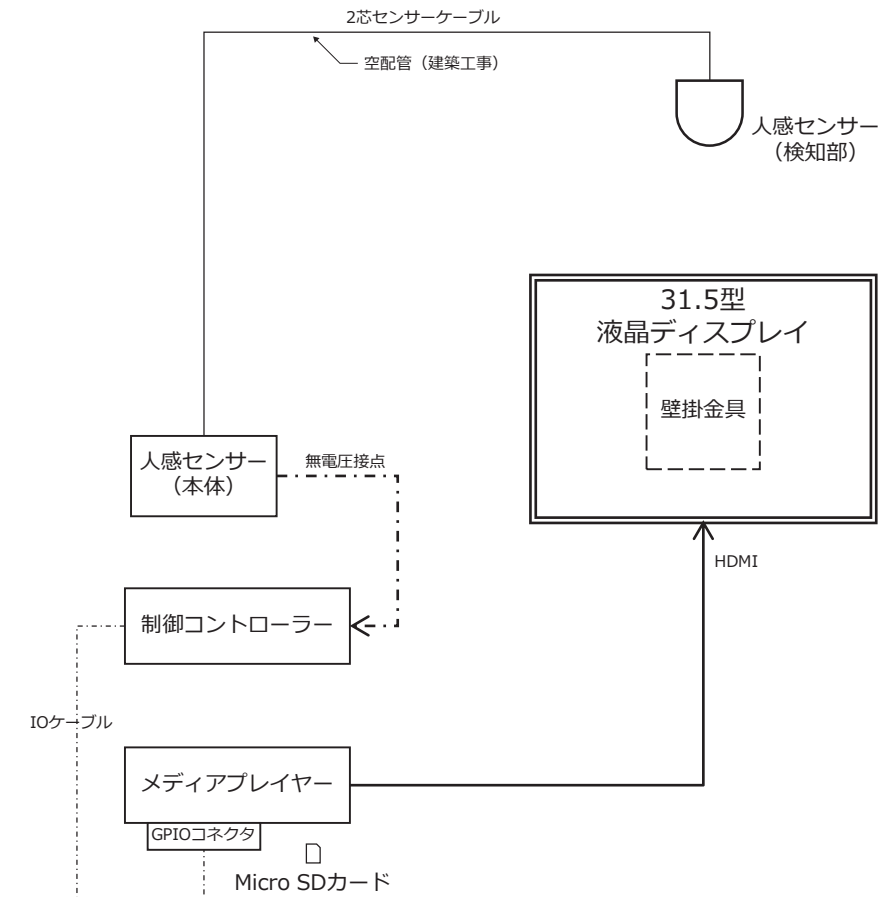 2芯センサーケーブル
空配管（建築工事）
人感センサー
（検知部）
31.5型
液晶ディスプレイ
壁掛金具
人感センサー
（本体）
無電圧接点
HDMI
制御コントローラー
IOケーブル
メディアプレイヤー
GPIOコネクタ
Micro SDカード